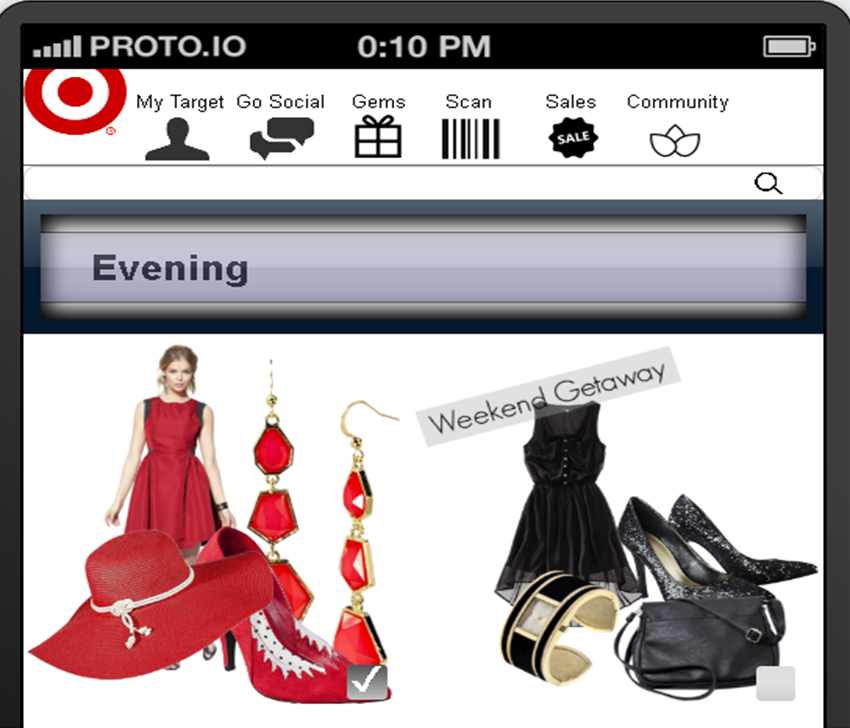 PROTO.IO 0:10 PM
My Target Go Social Gems Scan Sales Community
SALE
®
Evening
Weekend Getaway